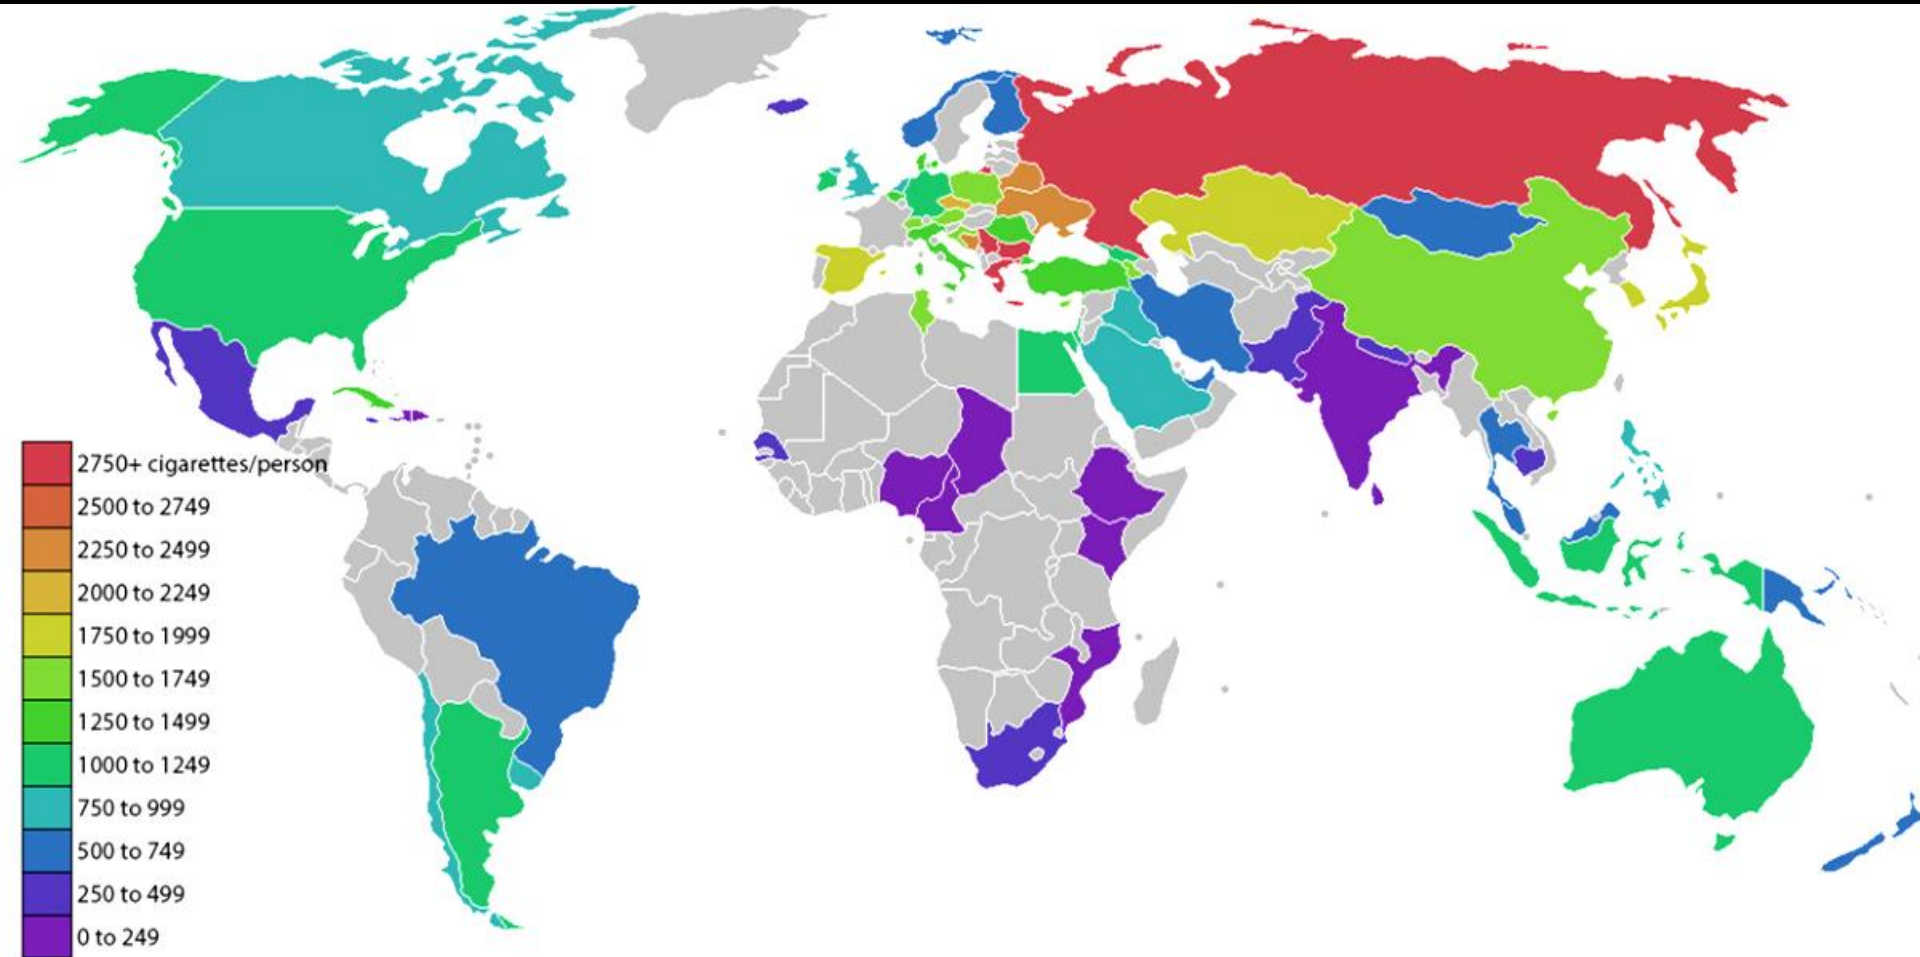 2750+ cigarettes/person
2500 to 2749
2250 to 2499
2000 to 2249
1750 to 1999
1500 to 1749
1250 to 1499
1000 to 1249
750 to 999
500 to 749
250 to 499
0 to 249